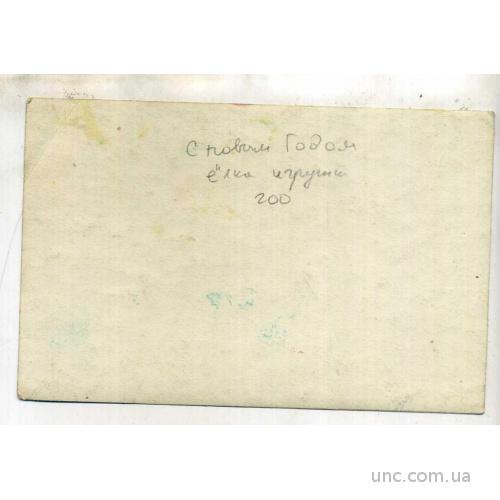 С новым Годом
ёлка игрушки
200
unc.com.ua